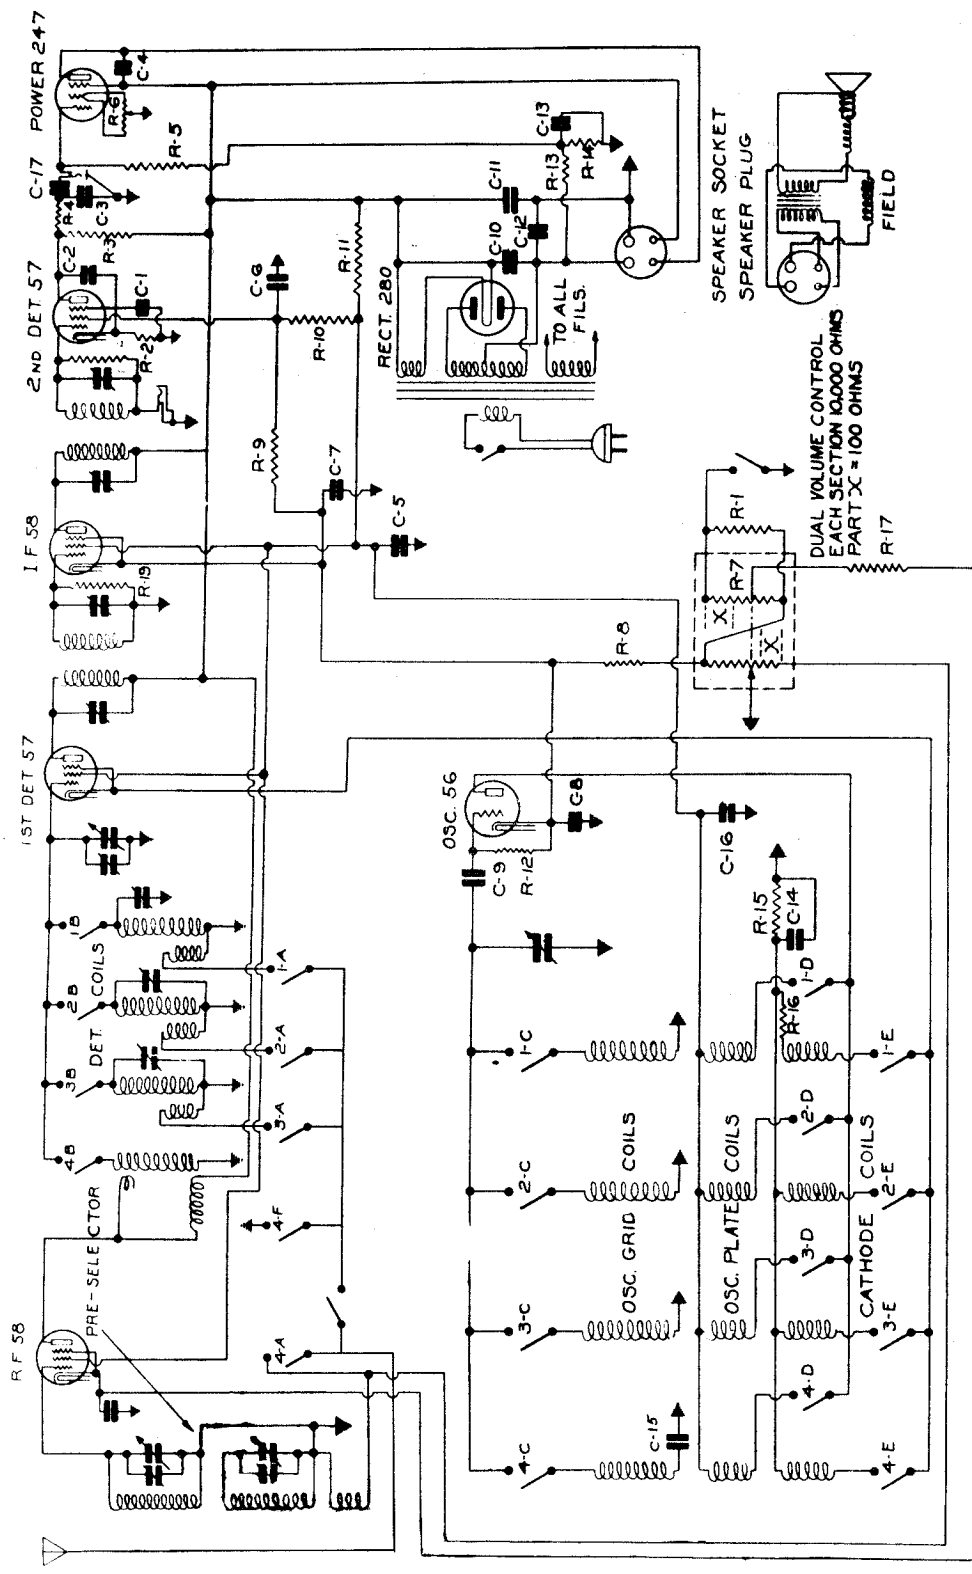 RF 58
1ST DET 57
I F 58
2ND DET 57
POWER 247
PRE-SELECTOR
4B
3B
2B
1B
DET. COILS
4-A
4-F
3-A
2-A
1-A
R-19
R-2
C-1
C-2
R-3
R-4
C-3
C-17
R-5
R-6
C-4
R-9
C-6
R-10
R-11
C-7
C-5
RECT. 280
C-10
C-11
C-12
R-13
C-13
R-14
TO ALL
FILS.
SPEAKER SOCKET
SPEAKER PLUG
FIELD
OSC. 56
C-9
R-12
C-8
R-8
R-7
R-1
X
X
DUAL VOLUME CONTROL
EACH SECTION 10,000 OHMS
PART X = 100 OHMS
R-17
C-16
R-15
C-14
R-16
4-C
3-C
2-C
1-C
OSC. GRID COILS
C-15
OSC. PLATE COILS
4-D
3-D
2-D
1-D
CATHODE COILS
4-E
3-E
2-E
1-E